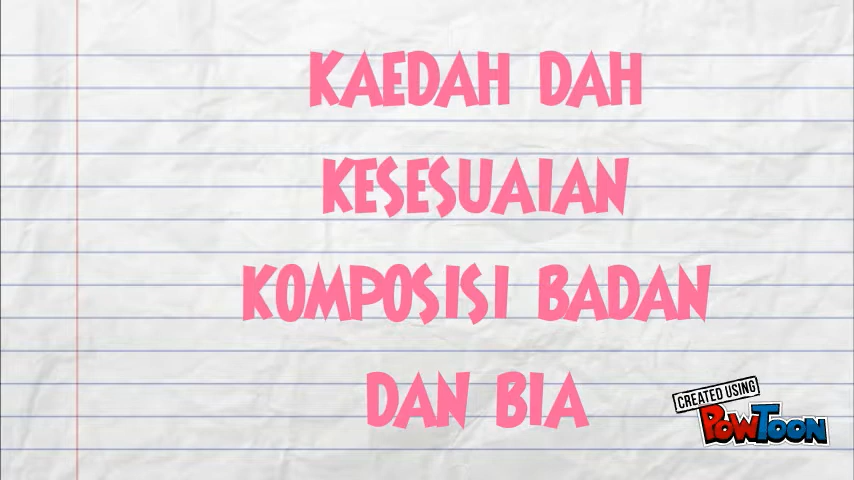 KAEDAH DAH
KESESUAIAN
KOMPOSISI BADAN
DAN BIA
CREATED USING
POWTOON